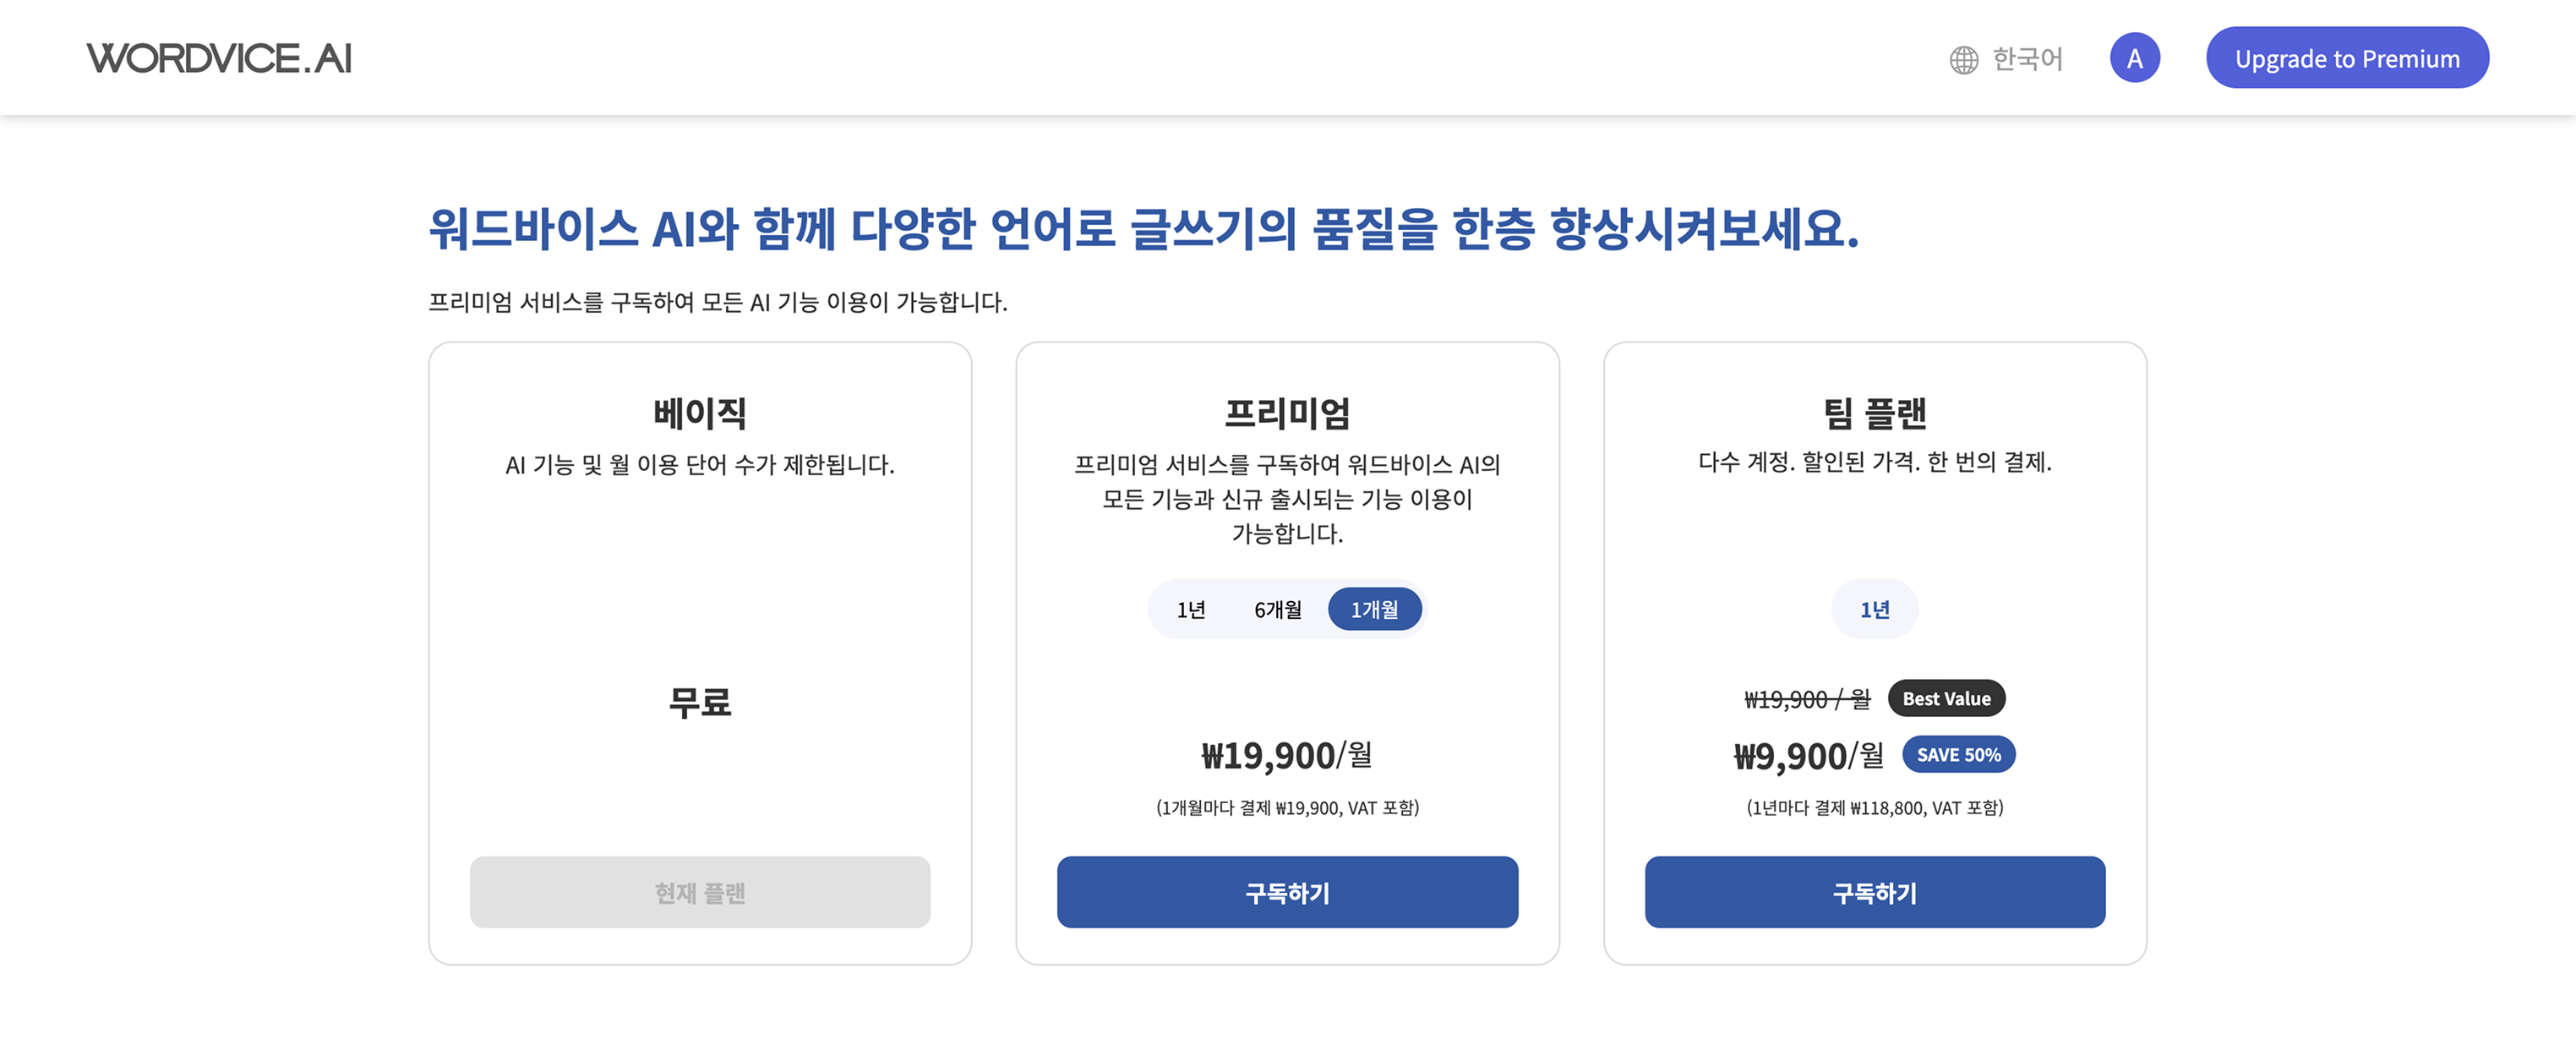 WORDVICE.AI
한국어
A
Upgrade to Premium
워드바이스 AI와 함께 다양한 언어로 글쓰기의 품질을 한층 향상시켜보세요.
프리미엄 서비스를 구독하여 모든 AI 기능 이용이 가능합니다.
베이직
AI 기능 및 월 이용 단어 수가 제한됩니다.
무료
현재 플랜
프리미엄
프리미엄 서비스를 구독하여 워드바이스 AI의
모든 기능과 신규 출시되는 기능 이용이
가능합니다.
1년 6개월 1개월
₩19,900/월
(1개월마다 결제 ₩19,900, VAT 포함)
구독하기
팀 플랜
다수 계정. 할인된 가격. 한 번의 결제.
1년
₩19,900 / 월 Best Value
₩9,900/월 SAVE 50%
(1년마다 결제 ₩118,800, VAT 포함)
구독하기